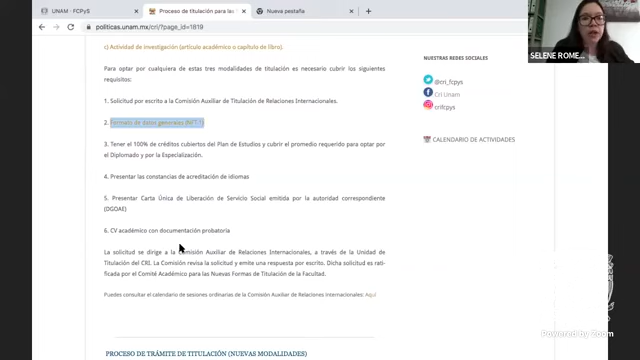 UNAM : FCPyS
Proceso de titulación para las
Nueva pestaña
politicas.unam.mx/cri/?page_id=1819
c) Actividad de investigación (artículo académico o capítulo de libro).
Para optar por cualquiera de estas tres modalidades de titulación es necesario cubrir los siguientes
requisitos:
1. Solicitud por escrito a la Comisión Auxiliar de Titulación de Relaciones Internacionales.
2. Formato de datos generales (NFT-1).
3. Tener el 100% de créditos cubiertos del Plan de Estudios y cubrir el promedio requerido para optar por
el Diplomado y por la Especialización.
4. Presentar las constancias de acreditación de idiomas
5. Presentar Carta Única de Liberación de Servicio Social emitida por la autoridad correspondiente
(DGOAE)
6. CV académico con documentación probatoria
La solicitud se dirige a la Comisión Auxiliar de Relaciones Internacionales, a través de la Unidad de
Titulación del CRI. La Comisión revisa la solicitud y emite una respuesta por escrito. Dicha solicitud es rati-
ficada por el Comité Académico para las Nuevas Formas de Titulación de la Facultad.
Puedes consultar el calendario de sesiones ordinarias de la Comisión Auxiliar de Relaciones Internacionales: Aquí
PROCESO DE TRÁMITE DE TITULACIÓN (NUEVAS MODALIDADES)
NUESTRAS REDES SOCIALES
@cri_fcpys
Cri Unam
crifcpys
CALENDARIO DE ACTIVIDADES
SELENE ROME...
Powered by Zoom